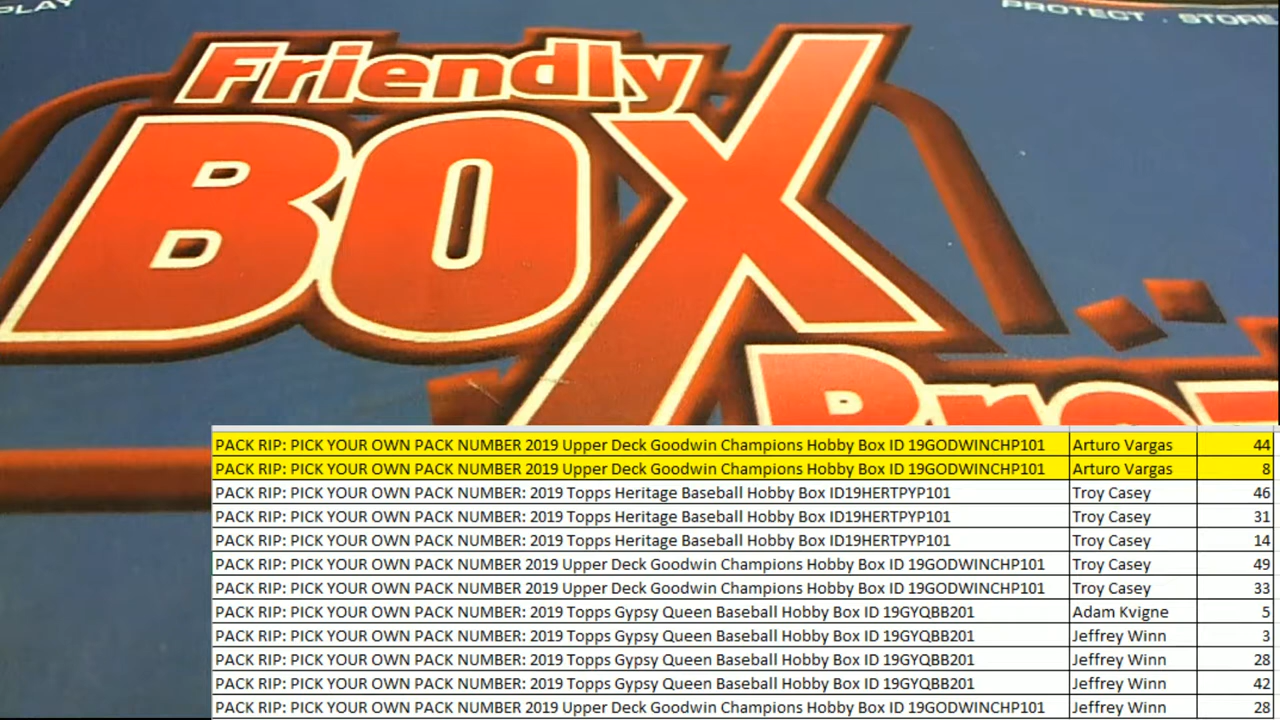 PLAY
PROTECT . STORE
Friendly
BOX
PACK RIP: PICK YOUR OWN PACK NUMBER 2019 Upper Deck Goodwin Champions Hobby Box ID 19GODWINCHP101 Arturo Vargas 44
PACK RIP: PICK YOUR OWN PACK NUMBER 2019 Upper Deck Goodwin Champions Hobby Box ID 19GODWINCHP101 Arturo Vargas 8
PACK RIP: PICK YOUR OWN PACK NUMBER: 2019 Topps Heritage Baseball Hobby Box ID19HERTPYP101 Troy Casey 46
PACK RIP: PICK YOUR OWN PACK NUMBER: 2019 Topps Heritage Baseball Hobby Box ID19HERTPYP101 Troy Casey 31
PACK RIP: PICK YOUR OWN PACK NUMBER: 2019 Topps Heritage Baseball Hobby Box ID19HERTPYP101 Troy Casey 14
PACK RIP: PICK YOUR OWN PACK NUMBER 2019 Upper Deck Goodwin Champions Hobby Box ID 19GODWINCHP101 Troy Casey 49
PACK RIP: PICK YOUR OWN PACK NUMBER 2019 Upper Deck Goodwin Champions Hobby Box ID 19GODWINCHP101 Troy Casey 33
PACK RIP: PICK YOUR OWN PACK NUMBER: 2019 Topps Gypsy Queen Baseball Hobby Box ID 19GYQBB201 Adam Kvigne 5
PACK RIP: PICK YOUR OWN PACK NUMBER: 2019 Topps Gypsy Queen Baseball Hobby Box ID 19GYQBB201 Jeffrey Winn 3
PACK RIP: PICK YOUR OWN PACK NUMBER: 2019 Topps Gypsy Queen Baseball Hobby Box ID 19GYQBB201 Jeffrey Winn 28
PACK RIP: PICK YOUR OWN PACK NUMBER: 2019 Topps Gypsy Queen Baseball Hobby Box ID 19GYQBB201 Jeffrey Winn 42
PACK RIP: PICK YOUR OWN PACK NUMBER 2019 Upper Deck Goodwin Champions Hobby Box ID 19GODWINCHP101 Jeffrey Winn 28